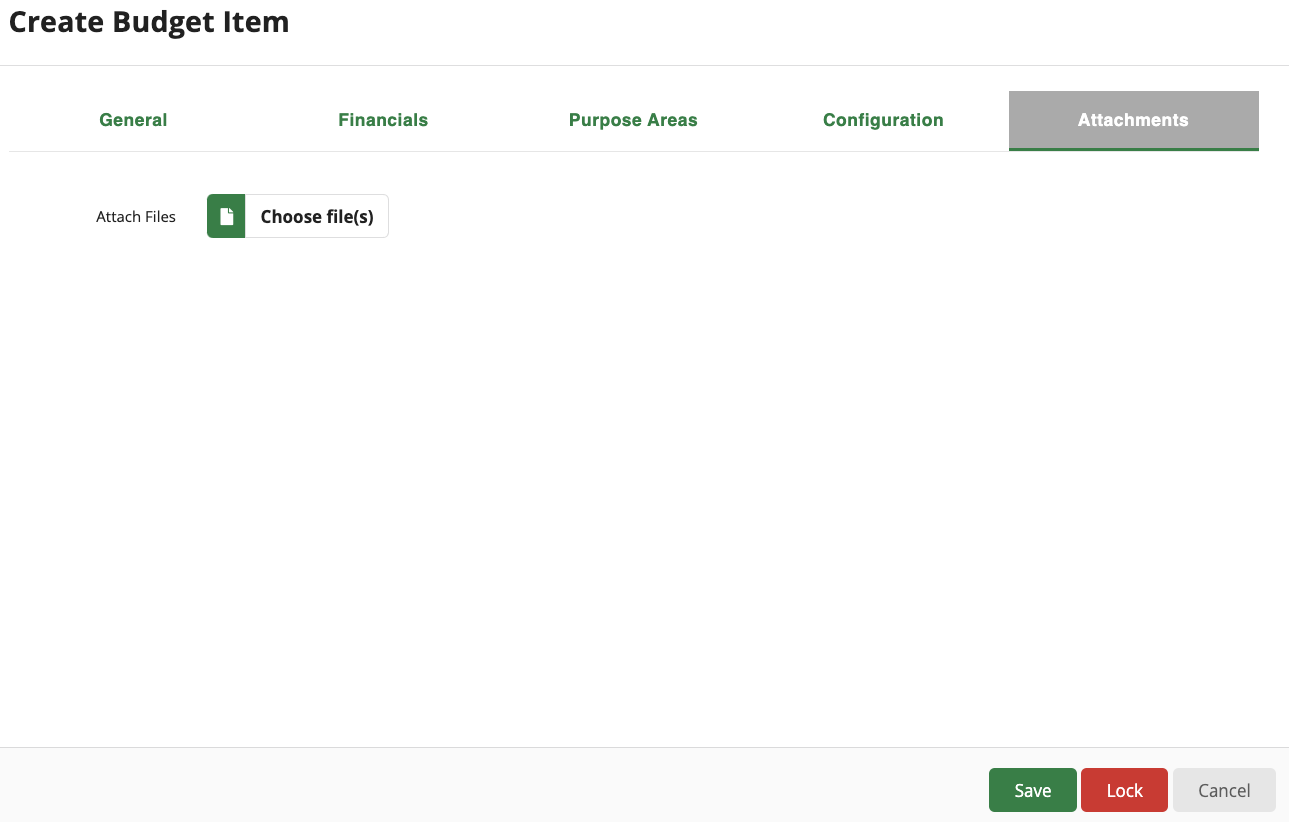 Create Budget Item
General Financials Purpose Areas Configuration Attachments
Attach Files Choose file(s)
Save Lock Cancel